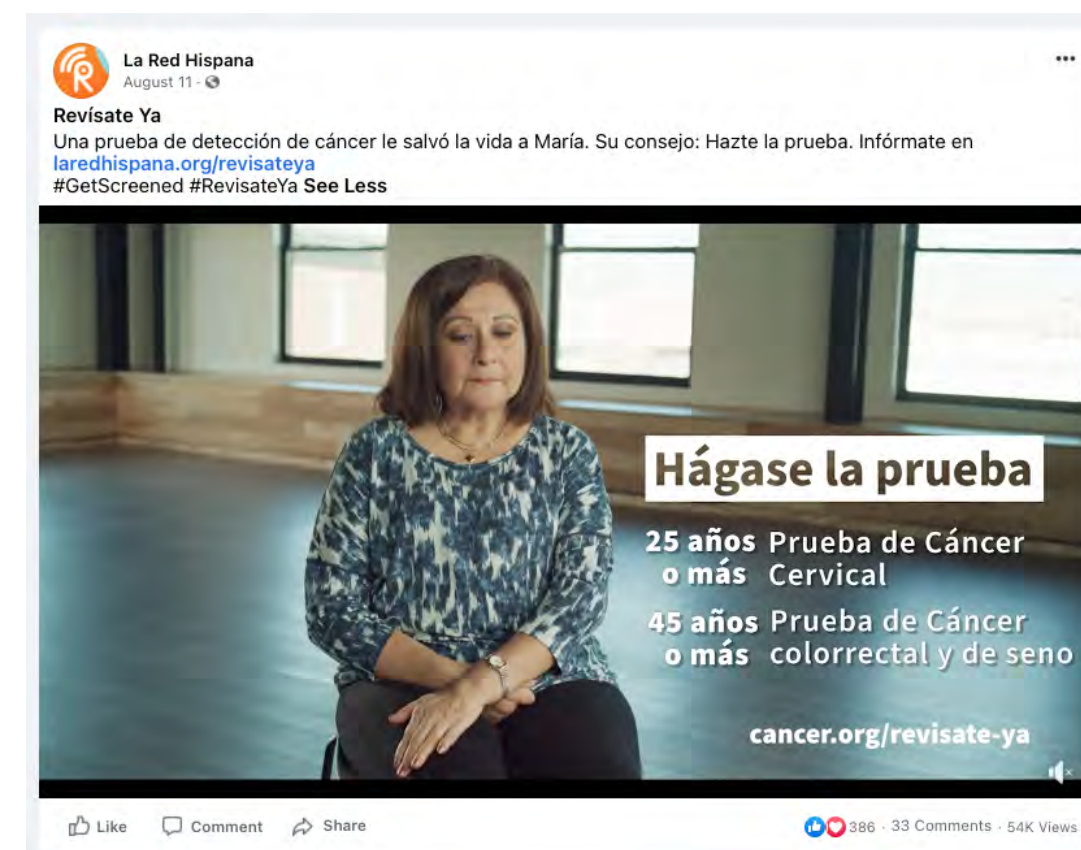 La Red Hispana
August 11 ·
Revísate Ya
Una prueba de detección de cáncer le salvó la vida a María. Su consejo: Hazte la prueba. Infórmate en
laredhispana.org/revisateya
#GetScreened #RevisateYa See Less
Hágase la prueba
25 años Prueba de Cáncer
o más Cervical
45 años Prueba de Cáncer
o más colorrectal y de seno
cancer.org/revisate-ya
Like Comment Share 386 · 33 Comments · 54K Views